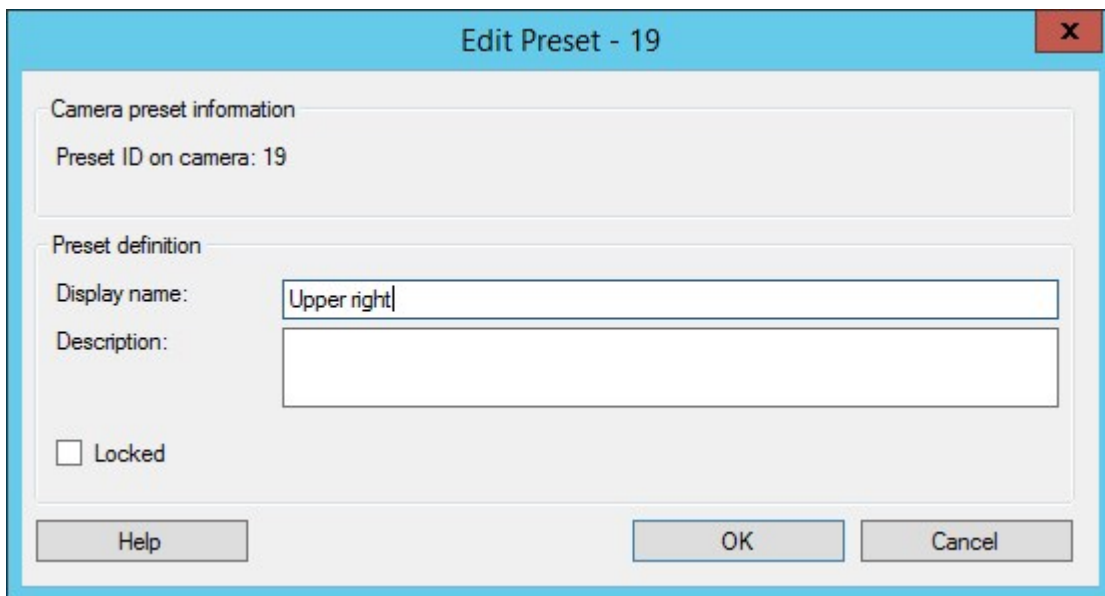 Edit Preset - 19
x
Camera preset information
Preset ID on camera: 19
Preset definition
Display name: Upper right
Description:
Locked
Help OK Cancel